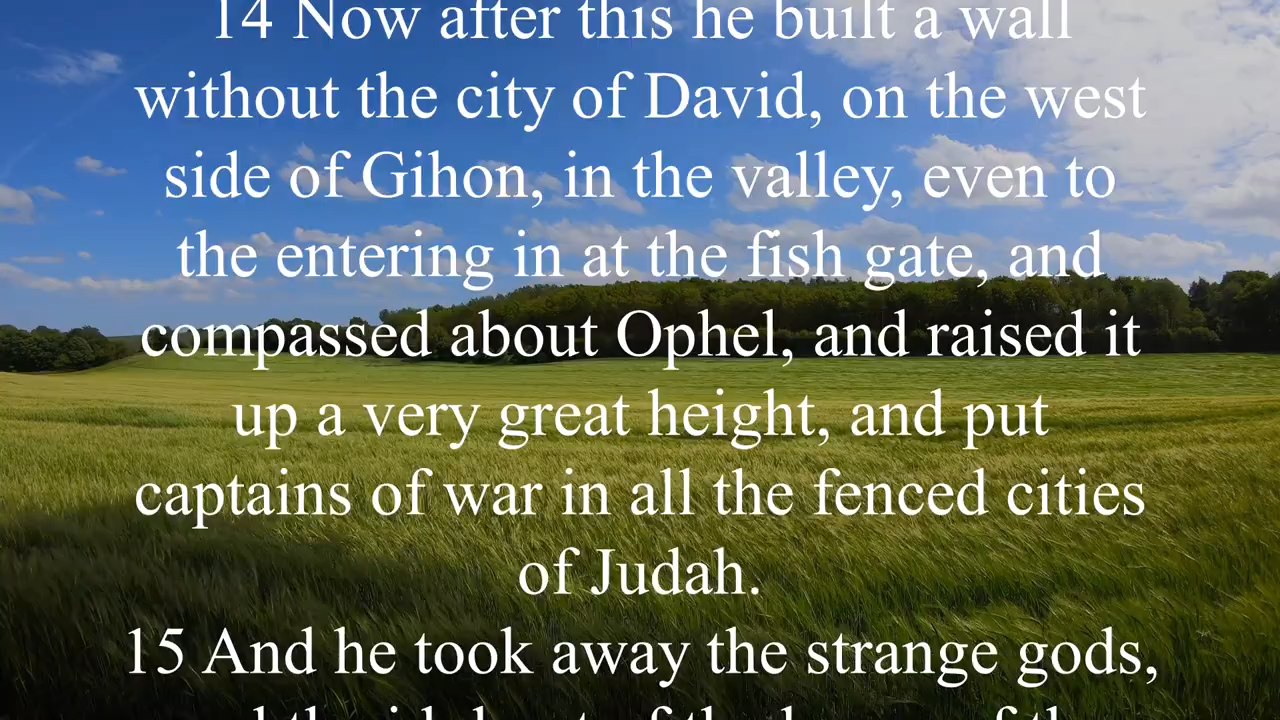 14 Now after this he built a wall
without the city of David, on the west
side of Gihon, in the valley, even to
the entering in at the fish gate, and
compassed about Ophel, and raised it
up a very great height, and put
captains of war in all the fenced cities
of Judah.
15 And he took away the strange gods,